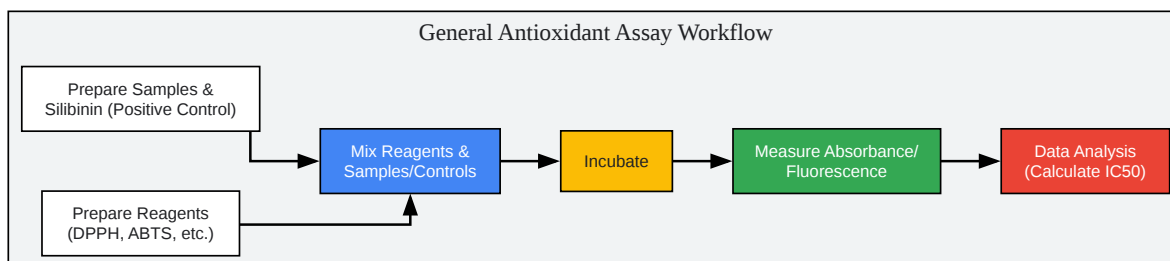 General Antioxidant Assay Workflow
Prepare Samples &
Silibinin (Positive Control)
Prepare Reagents
(DPPH, ABTS, etc.)
Mix Reagents &
Samples/Controls
Incubate
Measure Absorbance/
Fluorescence
Data Analysis
(Calculate IC50)